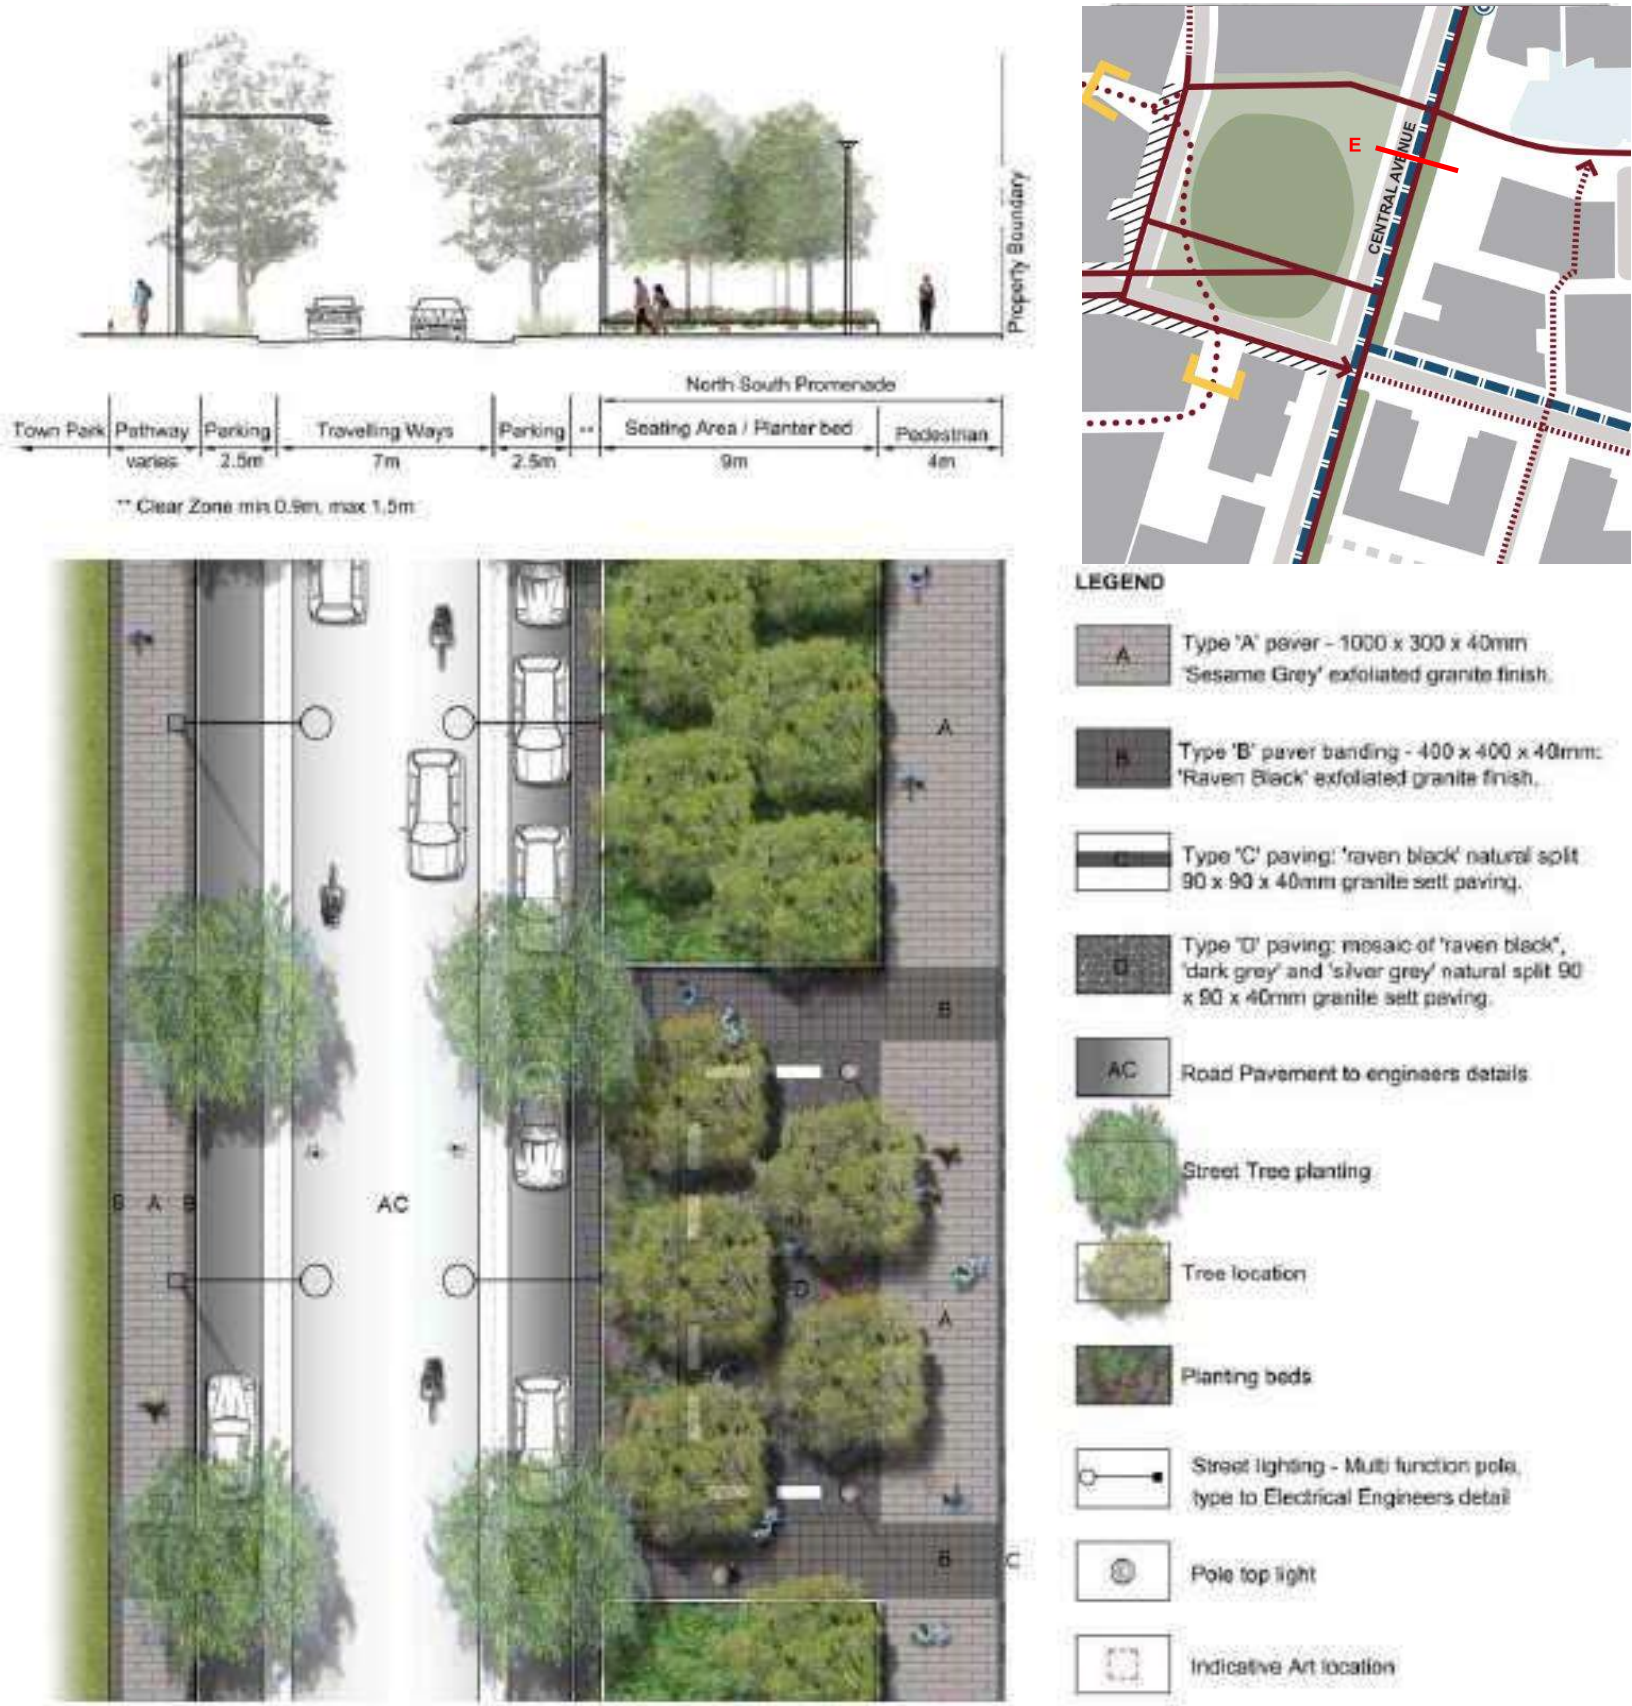 Property Boundary
North South Promenade
Town Park Pathway Parking Travelling Ways Parking ** Seating Area / Planter bed Pedestrian
varies 2.5m 7m 2.5m 9m 4m
** Clear Zone min 0.9m, max 1.5m
E
CENTRAL AVENUE
A
B
B A B
AC
D
A
B
C
LEGEND
A
Type 'A' paver - 1000 x 300 x 40mm
'Sesame Grey' exfoliated granite finish.
B
Type 'B' paver banding - 400 x 400 x 40mm:
'Raven Black' exfoliated granite finish.
C
Type 'C' paving: 'raven black' natural split
90 x 90 x 40mm granite sett paving.
D
Type 'D' paving: mosaic of 'raven black",
'dark grey' and 'silver grey' natural split 90
x 90 x 40mm granite sett paving.
AC
Road Pavement to engineers details
Street Tree planting
Tree location
Planting beds
Street lighting - Multi function pole,
type to Electrical Engineers detail
Pole top light
Indicative Art location